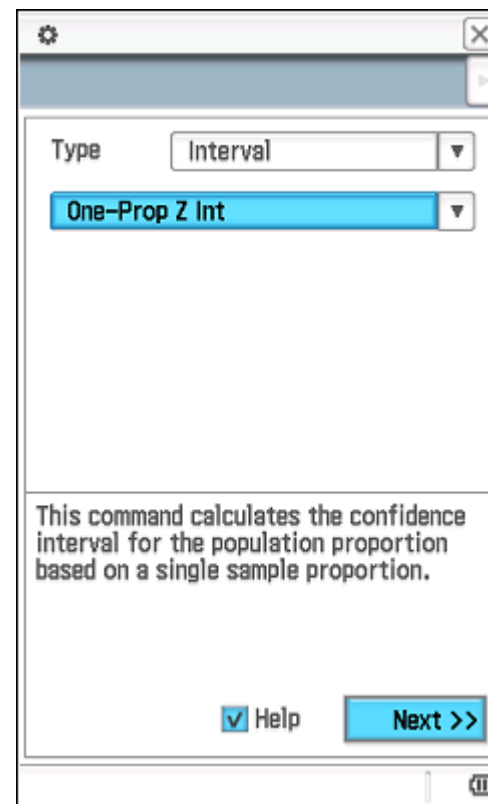 Type Interval
One-Prop Z Int
This command calculates the confidence
interval for the population proportion
based on a single sample proportion.
Help Next >>